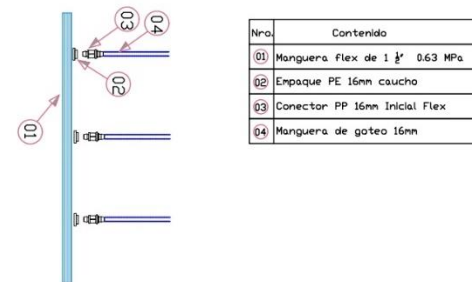 03
04
02
01
Nro. Contenido
01 Manguera flex de 1 ½" 0.63 MPa
02 Empaque PE 16mm caucho
03 Conector PP 16mm Inicial Flex
04 Manguera de goteo 16mm